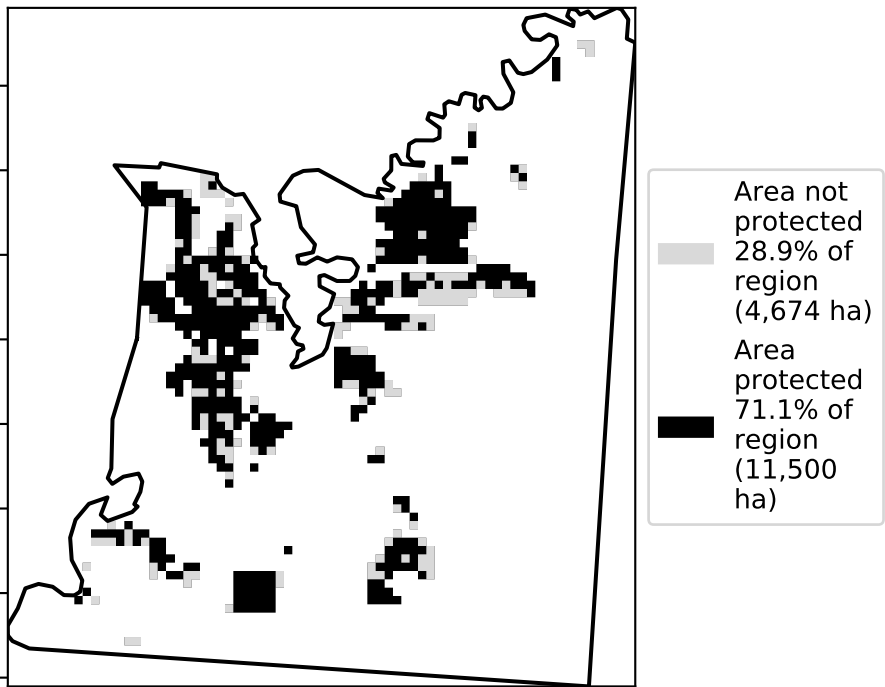 Area not
protected
28.9% of
region
(4,674 ha)
Area
protected
71.1% of
region
(11,500
ha)